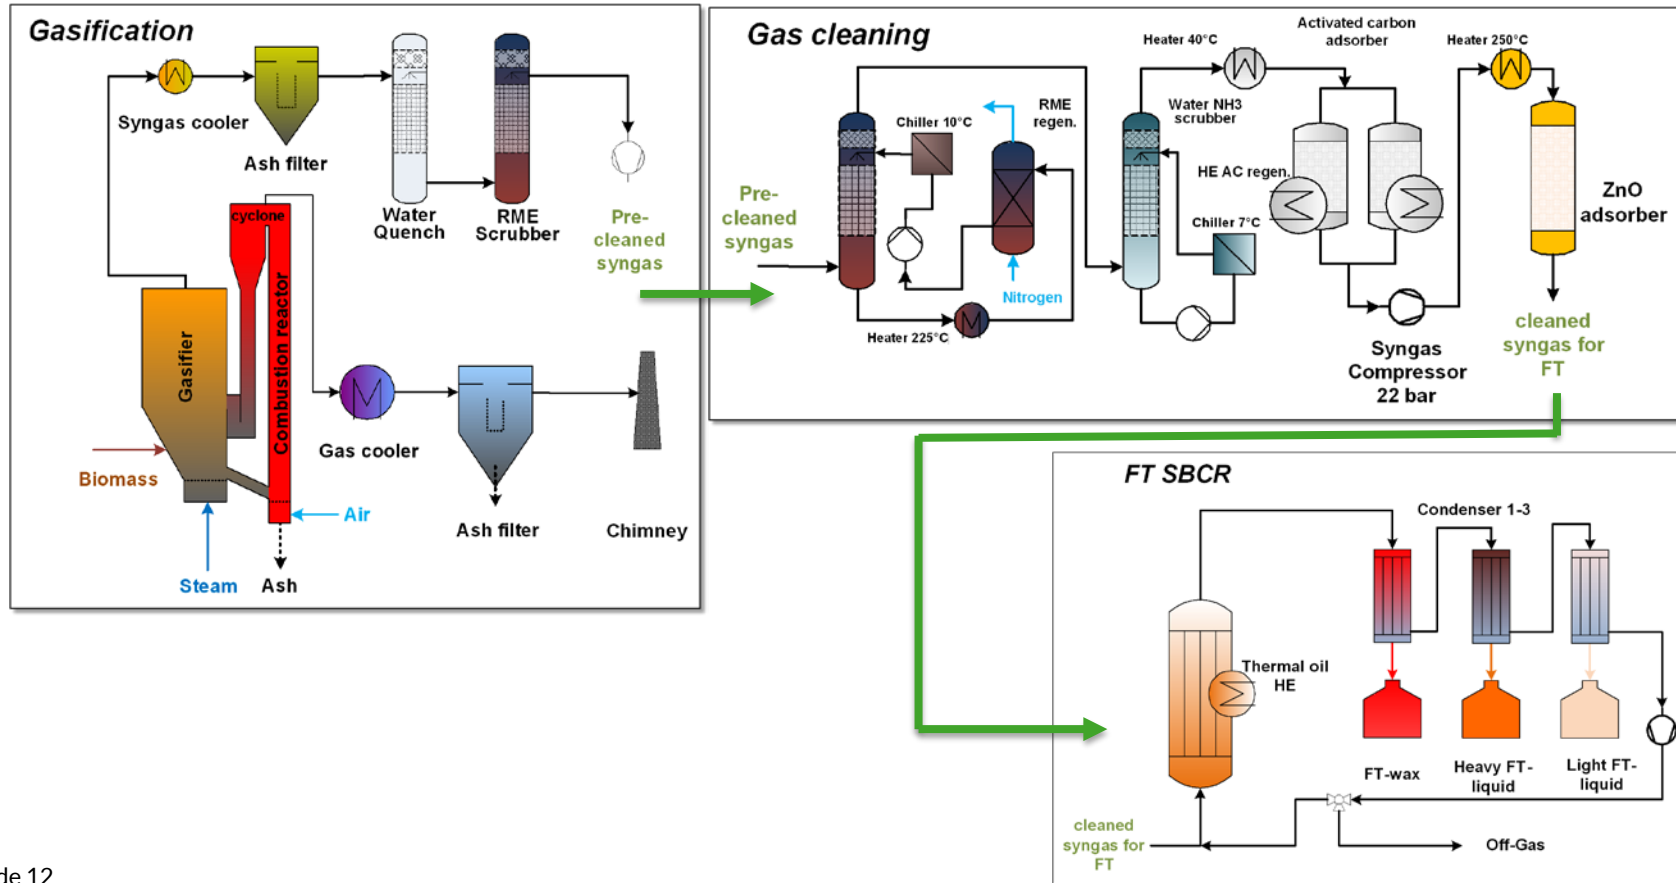 Gasification
Syngas cooler
Ash filter
Water
Quench
RME
Scrubber
Pre-
cleaned
syngas
cyclone
Combustion reactor
Gasifier
Biomass
Steam
Air
Ash
Gas cooler
Ash filter
Chimney
Gas cleaning
Pre-
cleaned
syngas
Chiller 10°C
RME
regen.
Nitrogen
Heater 225°C
Heater 40°C
Water NH3
scrubber
Chiller 7°C
Activated carbon
adsorber
HE AC regen.
Syngas
Compressor
22 bar
Heater 250°C
ZnO
adsorber
cleaned
syngas for
FT
FT SBCR
Condenser 1-3
Thermal oil
HE
FT-wax
Heavy FT-
liquid
Light FT-
liquid
cleaned
syngas for
FT
Off-Gas
de 12